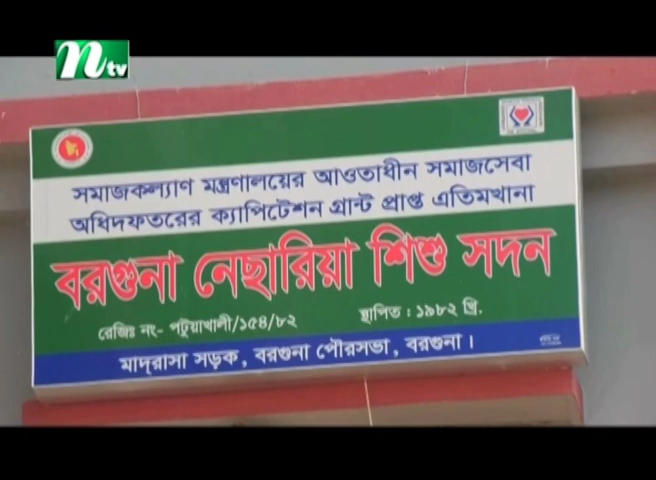 ntv
সমাজকল্যাণ মন্ত্রণালয়ের আওতাধীন সমাজসেবা
অধিদফতরের ক্যাপিটেশন গ্রান্ট প্রাপ্ত এতিমখানা
বরগুনা নেছারিয়া শিশু সদন
রেজিঃ নং- পটুয়াখালী/১৫৪/৮২ স্থাপিত : ১৯৮২ খ্রি.
মাদ্‌রাসা সড়ক, বরগুনা পৌরসভা, বরগুনা।